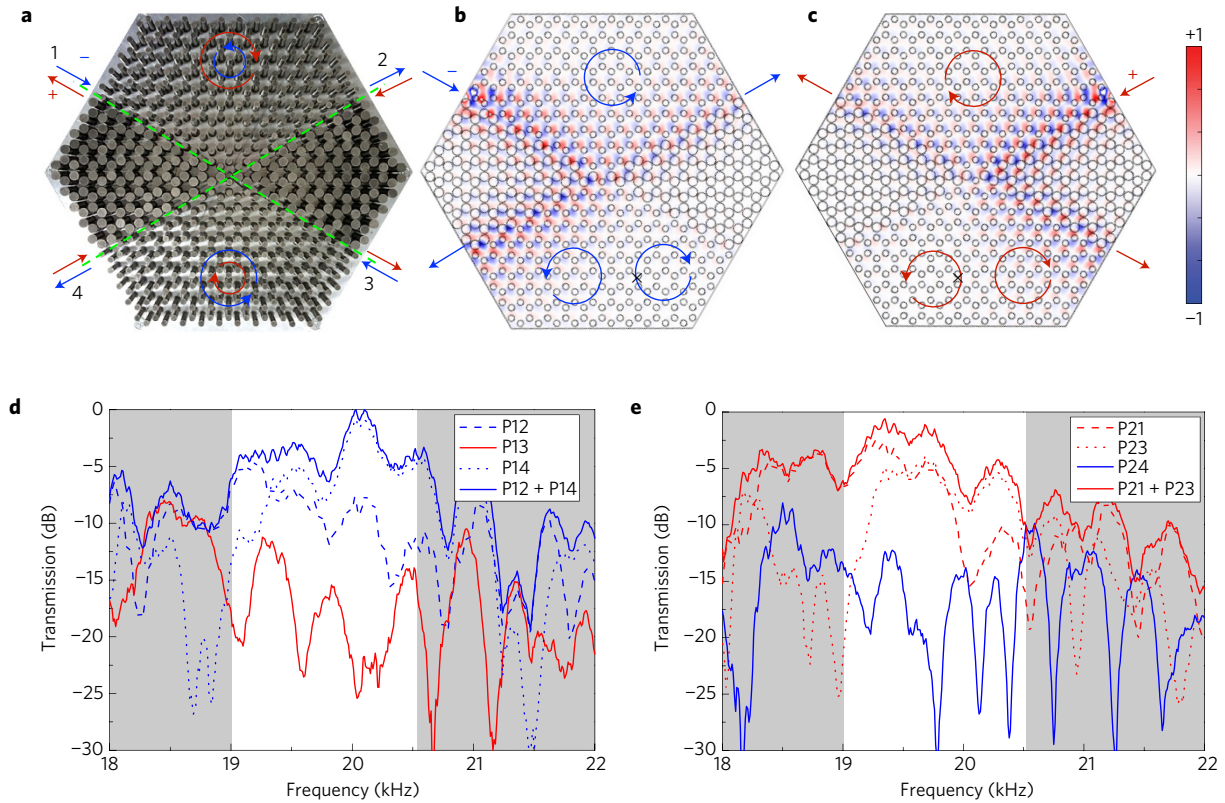 a
1
−
+
2
3
4
b
−
c
+
+1
−1
d
0
−5
−10
−15
−20
−25
−30
Transmission (dB)
18
19
20
21
22
Frequency (kHz)
P12
P13
P14
P12 + P14
e
0
−5
−10
−15
−20
−25
−30
Transmission (dB)
18
19
20
21
22
Frequency (kHz)
P21
P23
P24
P21 + P23